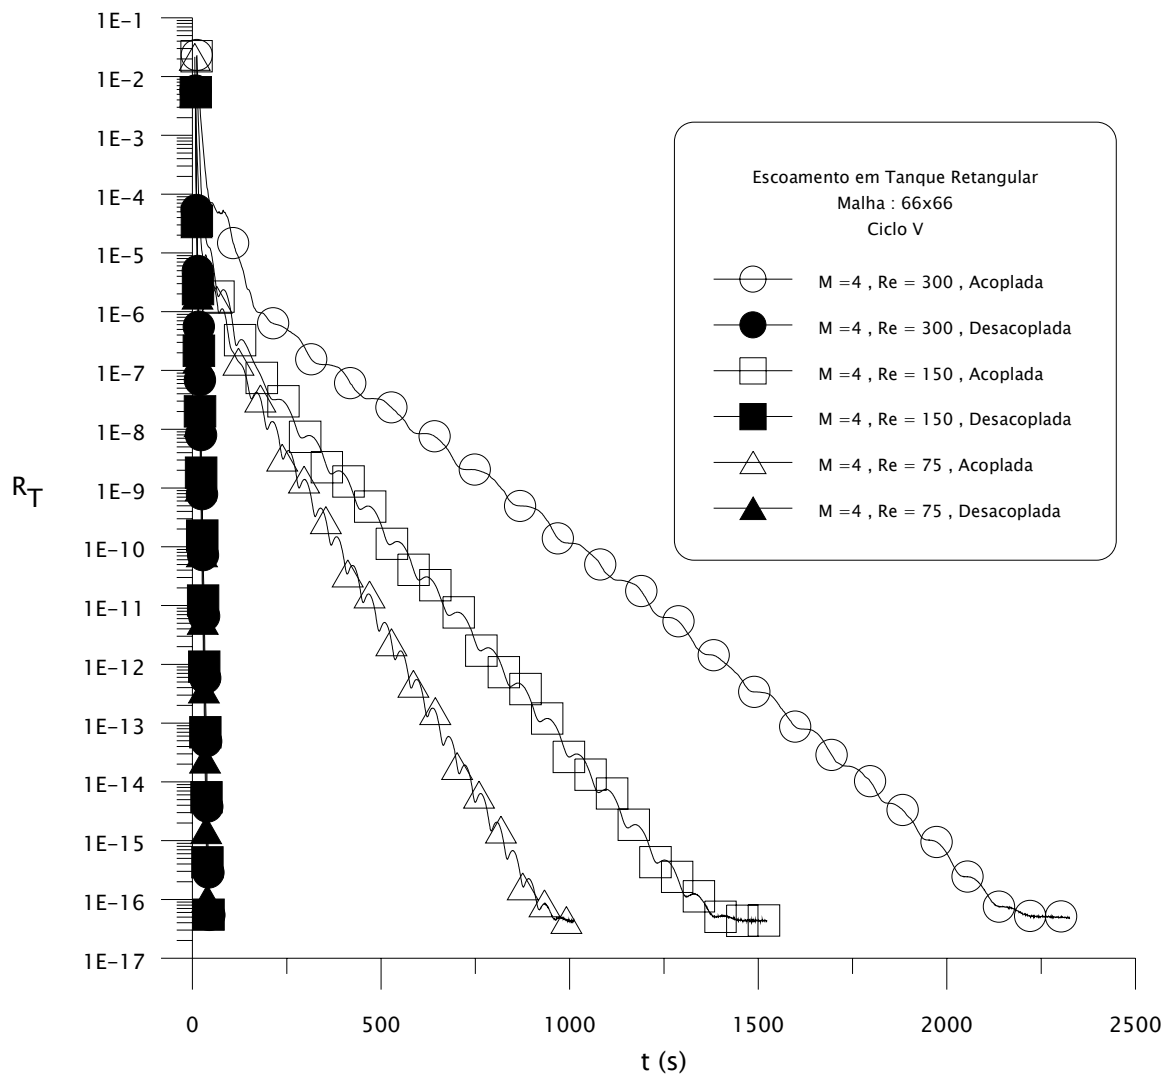 1E-1
1E-2
1E-3
1E-4
1E-5
1E-6
1E-7
1E-8
1E-9
1E-10
1E-11
1E-12
1E-13
1E-14
1E-15
1E-16
1E-17
RT
Escoamento em Tanque Retangular
Malha : 66x66
Ciclo V
M =4 , Re = 300 , Acoplada
M =4 , Re = 300 , Desacoplada
M =4 , Re = 150 , Acoplada
M =4 , Re = 150 , Desacoplada
M =4 , Re = 75 , Acoplada
M =4 , Re = 75 , Desacoplada
0 500 1000 1500 2000 2500
t (s)